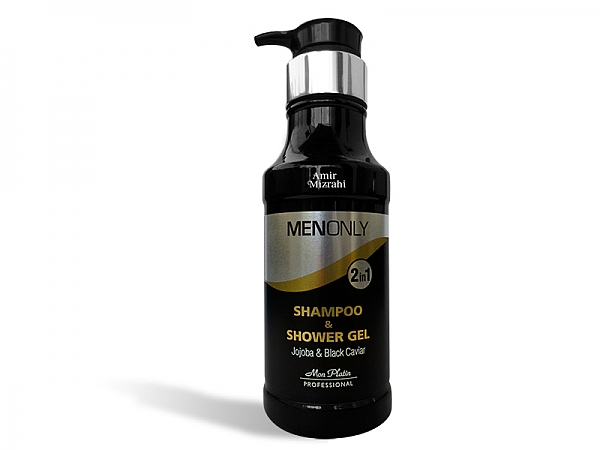 Amir
Mizrahi
MENONLY
2in1
SHAMPOO
&
SHOWER GEL
Jojoba & Black Caviar
Mon Platin
PROFESSIONAL